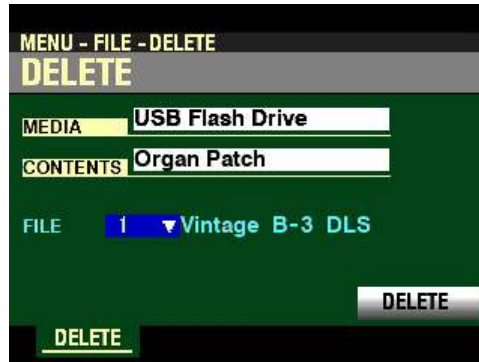 MENU - FILE - DELETE
DELETE
MEDIA USB Flash Drive
CONTENTS Organ Patch
FILE 1 Vintage B-3 DLS
DELETE
DELETE